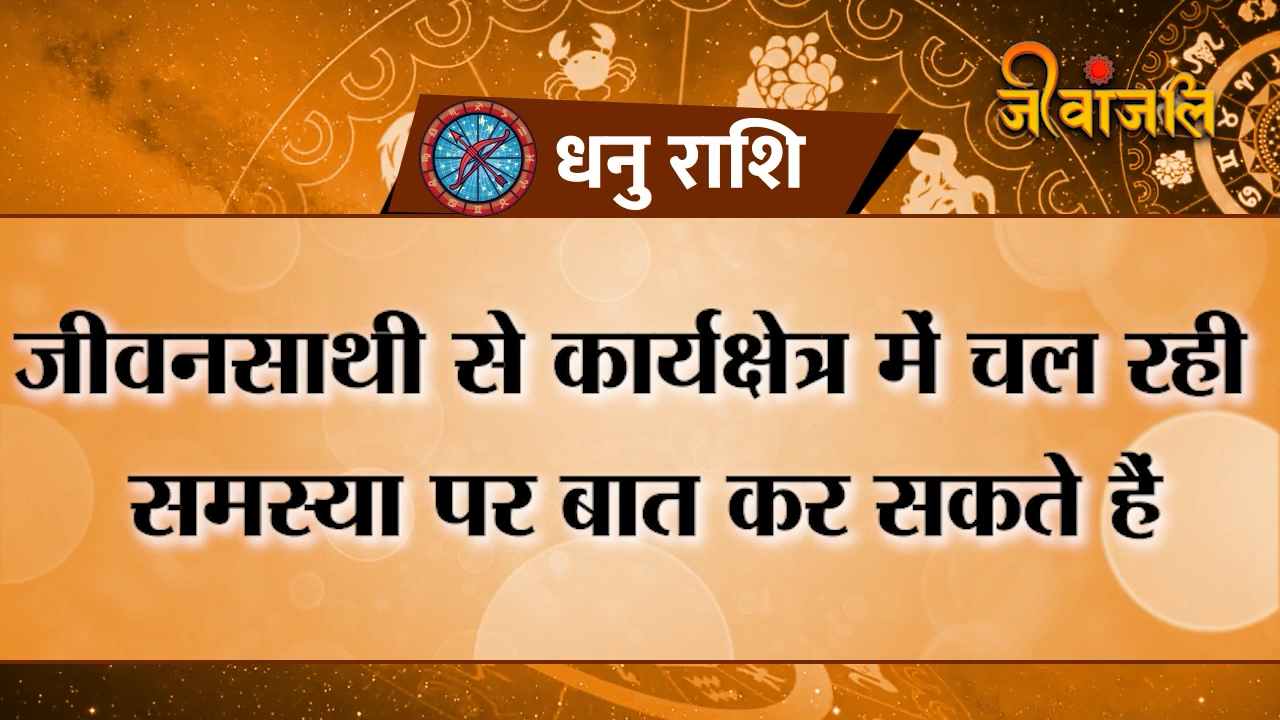 जीवांजलि
धनु राशि
जीवनसाथी से कार्यक्षेत्र में चल रही
समस्या पर बात कर सकते हैं